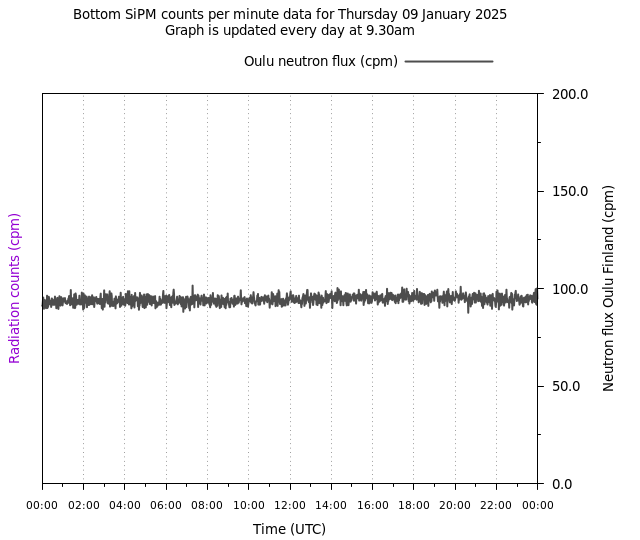 Bottom SiPM counts per minute data for Thursday 09 January 2025
Graph is updated every day at 9.30am
Oulu neutron flux (cpm)
200.0
150.0
100.0
50.0
0.0
Radiation counts (cpm)
Neutron flux Oulu Finland (cpm)
00:00 02:00 04:00 06:00 08:00 10:00 12:00 14:00 16:00 18:00 20:00 22:00 00:00
Time (UTC)